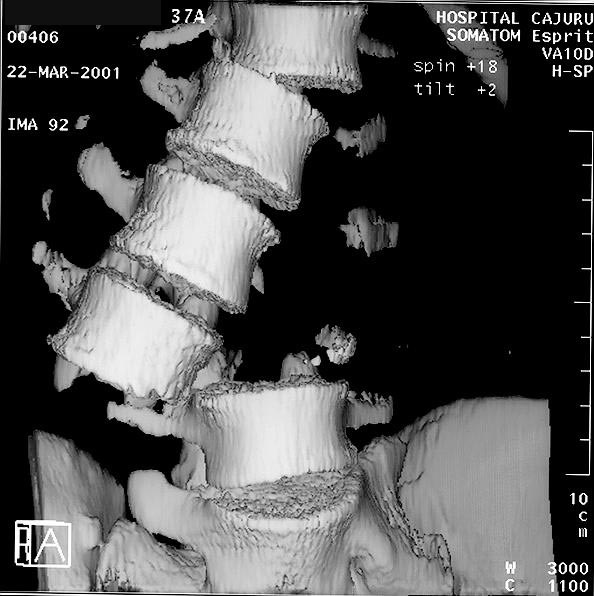 37A
HOSPITAL CAJURU
00406
SOMATOM Esprit
VA10D
22-MAR-2001
H-SP
spin +18
tilt +2
IMA 92
10
c
m
A
W 3000
C 1100